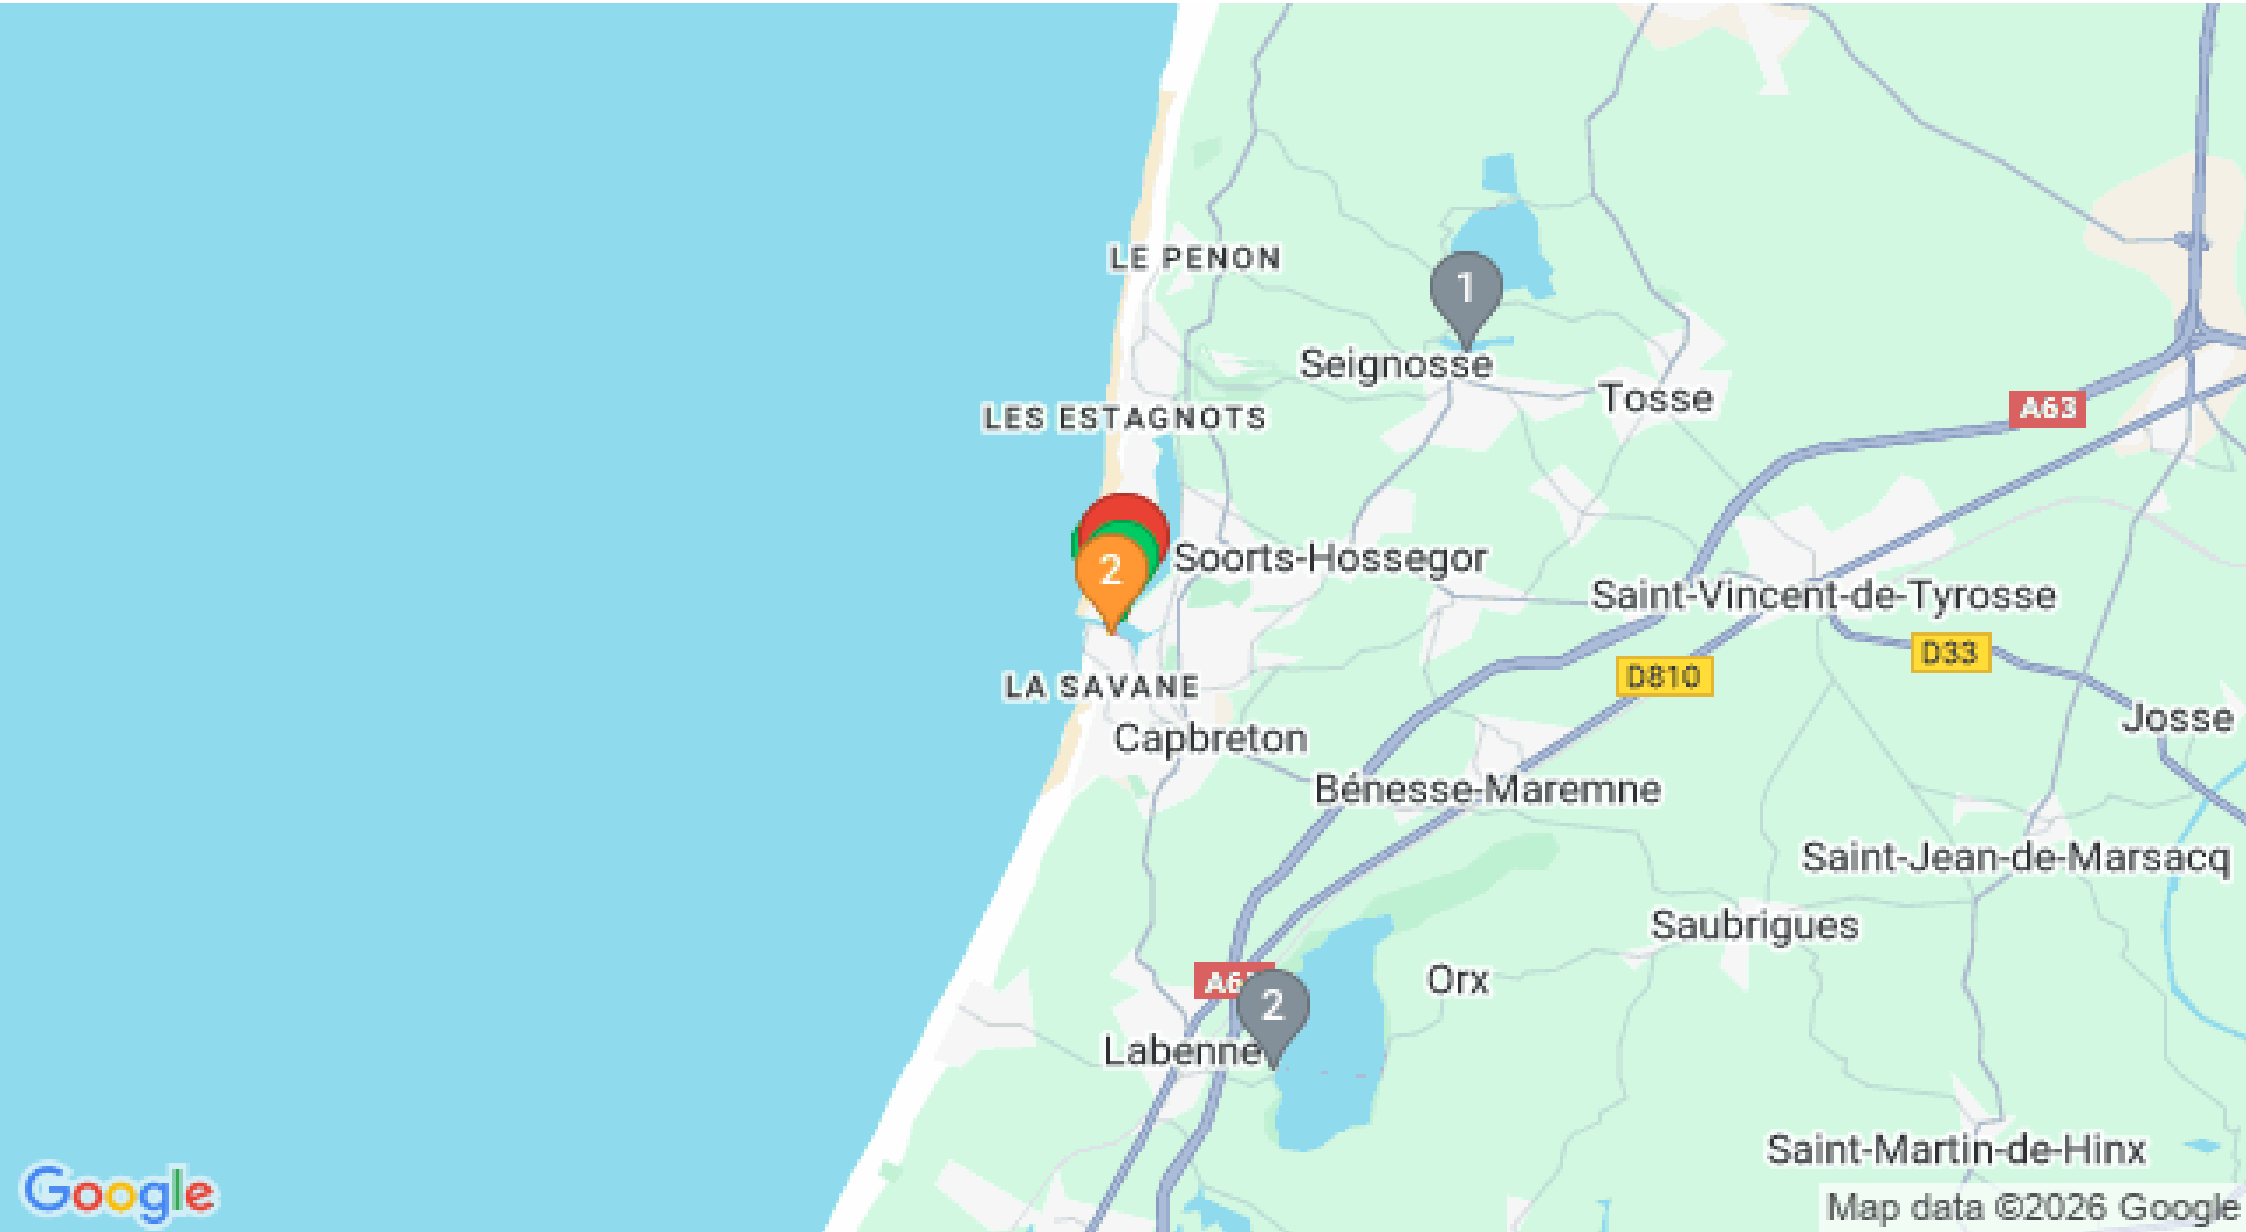 LE PENON
1
Seignosse
Tosse
A63
LES ESTAGNOTS
2
Soorts-Hossegor
Saint-Vincent-de-Tyrosse
D33
D810
LA SAVANE
Josse
Capbreton
Bénesse-Maremne
Saint-Jean-de-Marsacq
Saubrigues
Orx
2
Labenne
Saint-Martin-de-Hinx
Google
Map data ©2026 Google